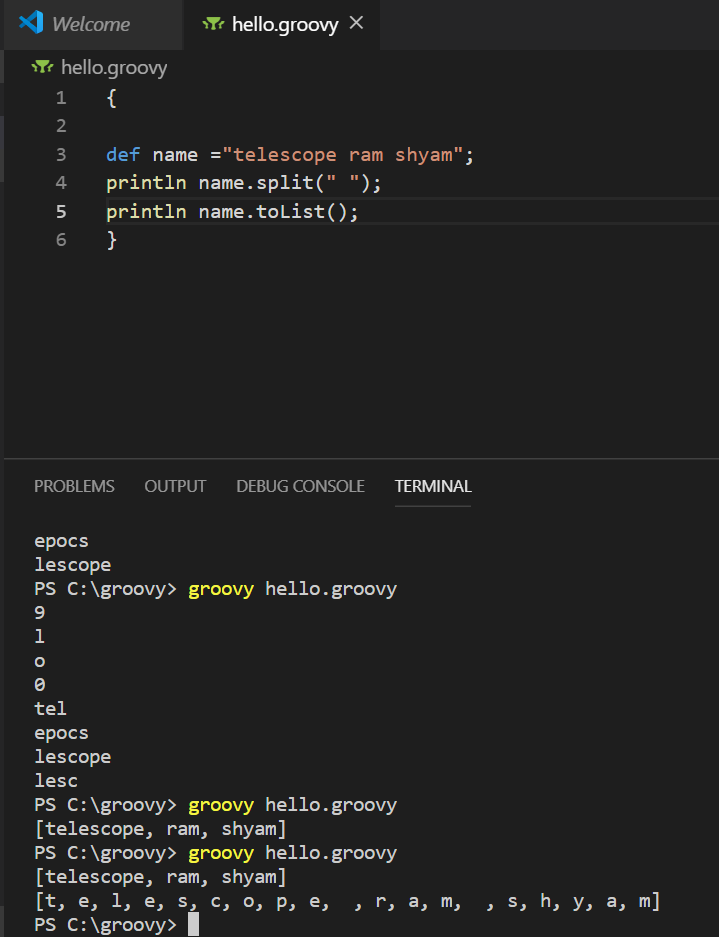 Welcome hello.groovy
hello.groovy
1 {
2
3 def name ="telescope ram shyam";
4 println name.split(" ");
5 println name.toList();
6 }
PROBLEMS OUTPUT DEBUG CONSOLE TERMINAL
epocs
lescope
PS C:\groovy> groovy hello.groovy
9
l
o
0
tel
epocs
lescope
lesc
PS C:\groovy> groovy hello.groovy
[telescope, ram, shyam]
PS C:\groovy> groovy hello.groovy
[telescope, ram, shyam]
[t, e, l, e, s, c, o, p, e,  , r, a, m,  , s, h, y, a, m]
PS C:\groovy>